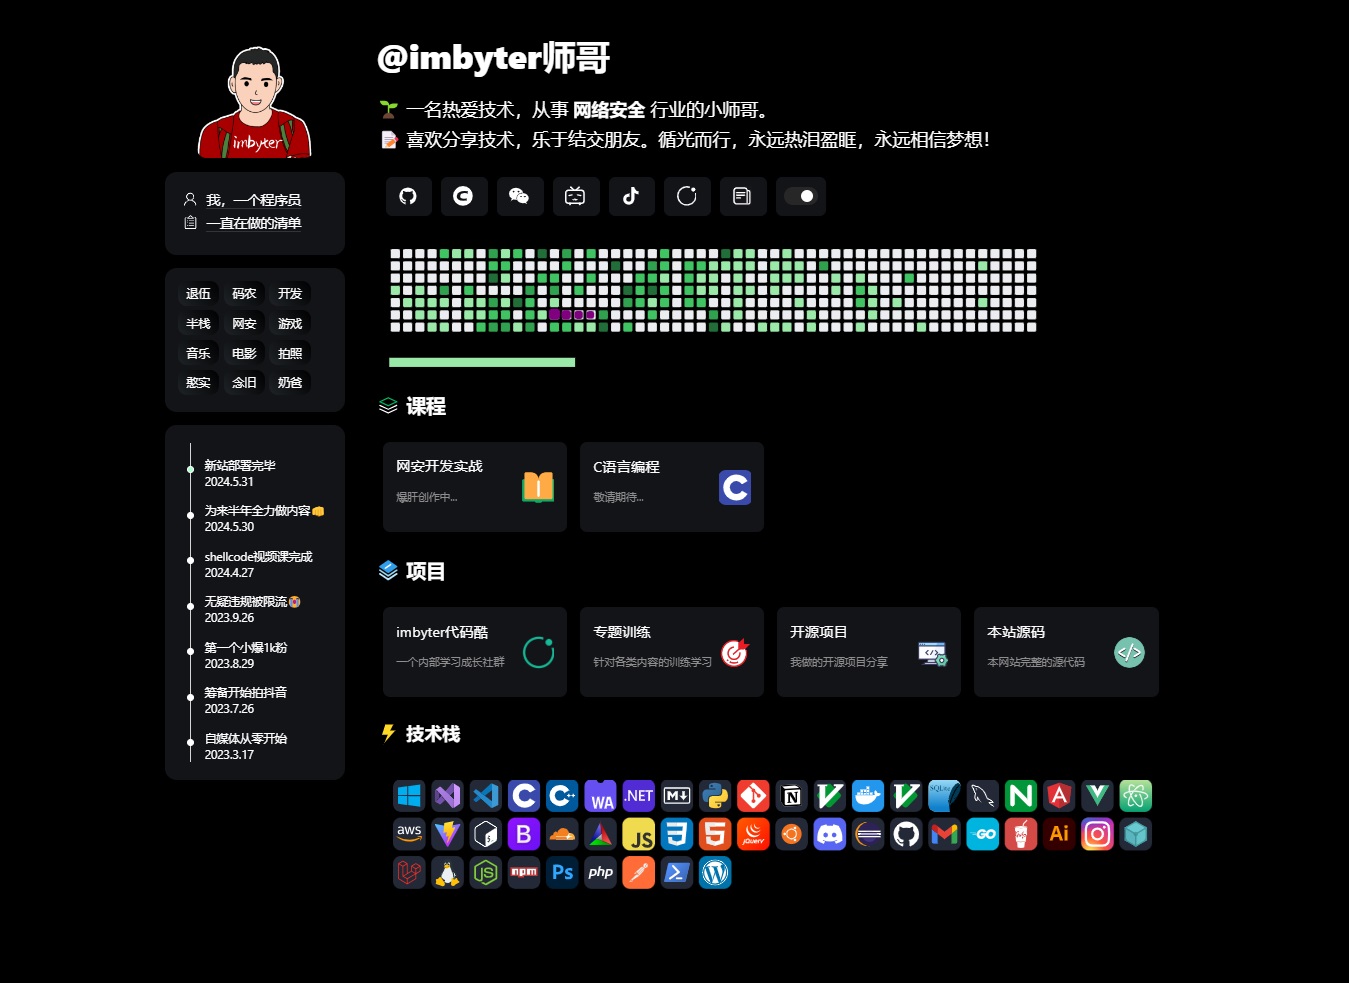 @imbyter师哥
一名热爱技术，从事 网络安全 行业的小师哥。
喜欢分享技术，乐于结交朋友。循光而行，永远热泪盈眶，永远相信梦想！
imbyter
我，一个程序员
一直在做的清单
退伍 码农 开发
半栈 网安 游戏
音乐 电影 拍照
憨实 念旧 奶爸
新站部署完毕
2024.5.31
为来半年全力做内容
2024.5.30
shellcode视频课完成
2024.4.27
无疑违规被限流
2023.9.26
第一个小爆1k粉
2023.8.29
筹备开始拍抖音
2023.7.26
自媒体从零开始
2023.3.17
课程
网安开发实战
爆肝创作中...
C语言编程
敬请期待...
C
项目
imbyter代码酷
一个内部学习成长社群
专题训练
针对各类内容的训练学习
开源项目
我做的开源项目分享
本站源码
本网站完整的源代码
</>
技术栈
C C++ WA .NET M N SQLite N A
aws B JS 3 5 jQuery GO Ai
JS npm Ps php